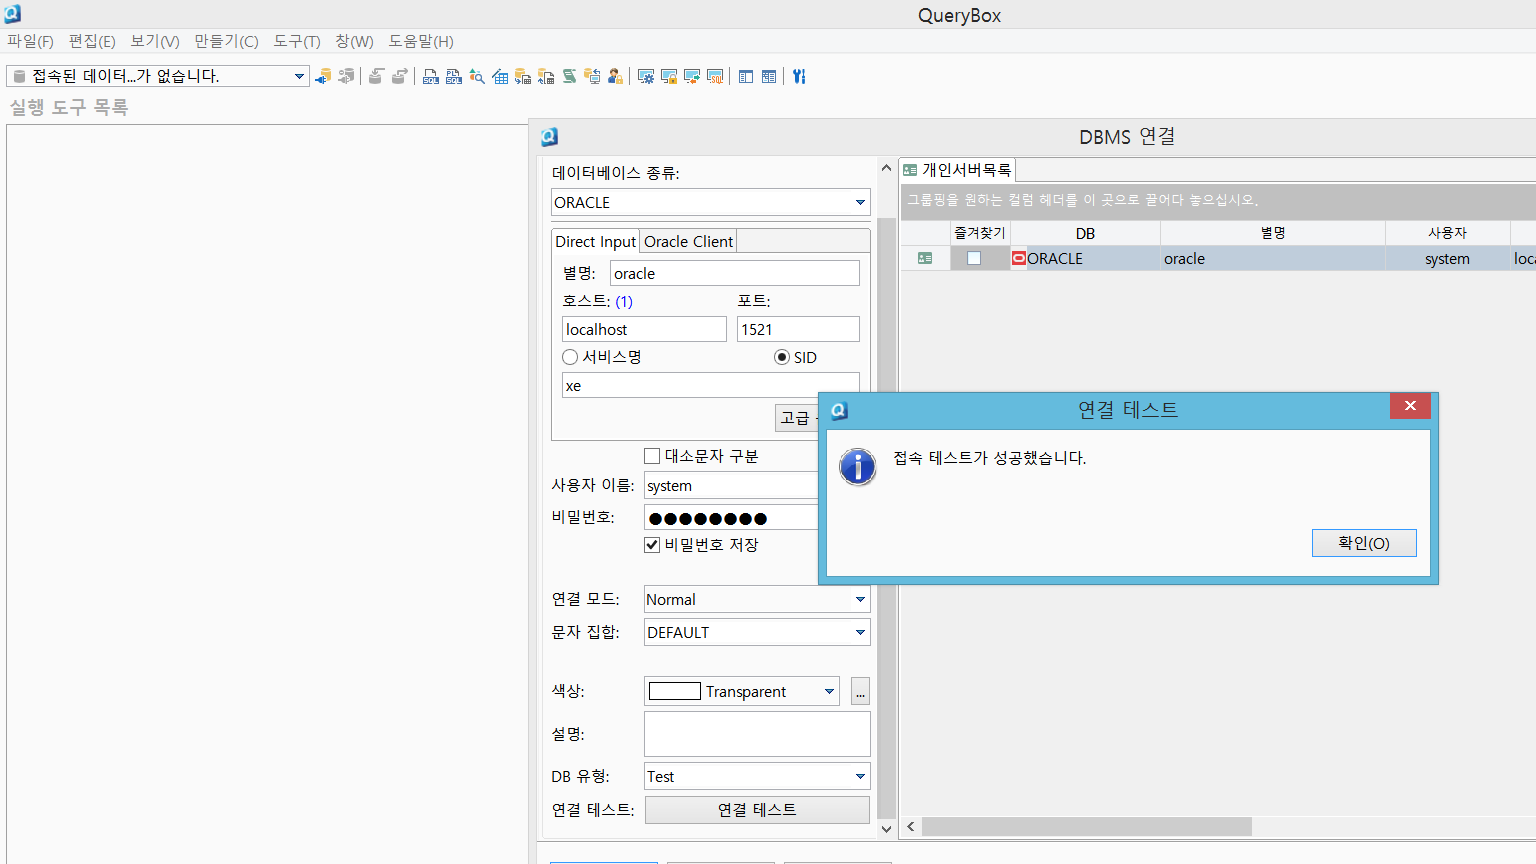 QueryBox
파일(F) 편집(E) 보기(V) 만들기(C) 도구(T) 창(W) 도움말(H)
접속된 데이터...가 없습니다.
실행 도구 목록
DBMS 연결
데이터베이스 종류:
ORACLE
Direct Input Oracle Client
별명: oracle
호스트: (1) 포트:
localhost 1521
서비스명 SID
xe
고급
대소문자 구분
사용자 이름: system
비밀번호: ●●●●●●●●
비밀번호 저장
연결 모드: Normal
문자 집합: DEFAULT
색상: Transparent ...
설명:
DB 유형: Test
연결 테스트: 연결 테스트
개인서버목록
그룹핑을 원하는 컬럼 헤더를 이 곳으로 끌어다 놓으십시오.
즐겨찾기 DB 별명 사용자
ORACLE oracle system loca
연결 테스트
접속 테스트가 성공했습니다.
확인(O)